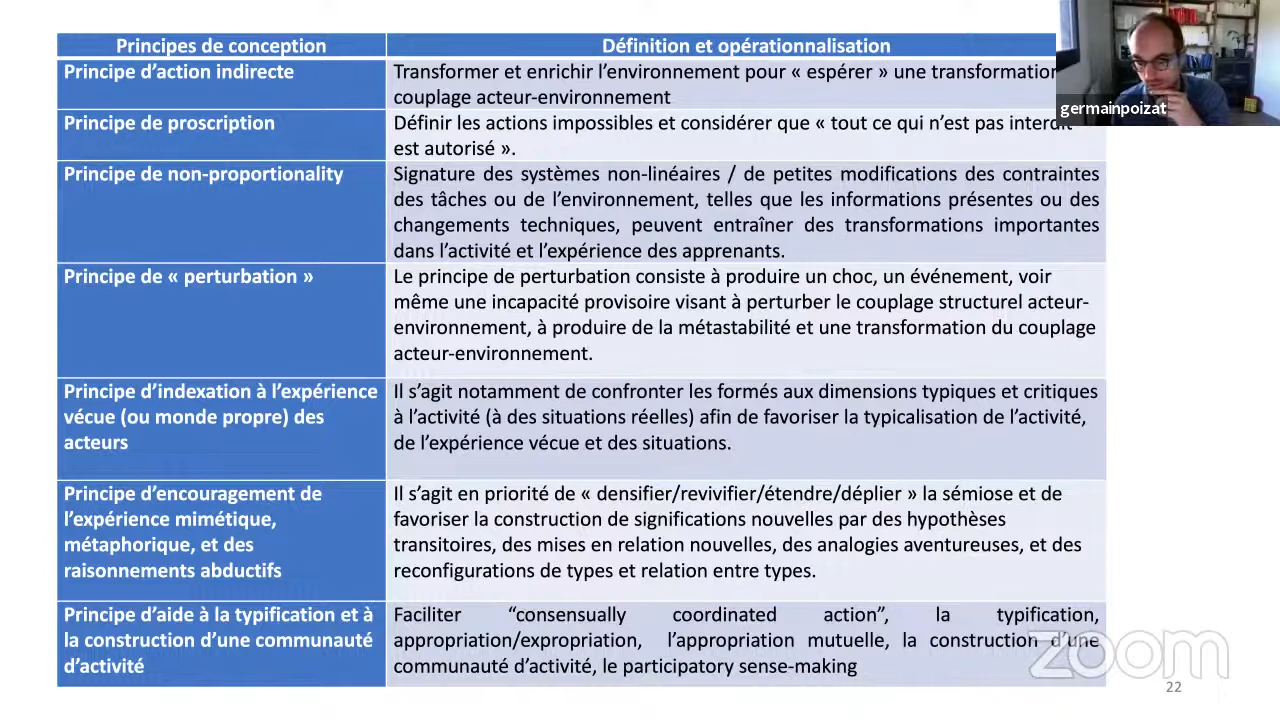 Principes de conception
Définition et opérationnalisation
Principe d'action indirecte
Transformer et enrichir l'environnement pour « espérer » une transformation
couplage acteur-environnement
Principe de proscription
Définir les actions impossibles et considérer que « tout ce qui n'est pas interdit
est autorisé ».
Principe de non-proportionality
Signature des systèmes non-linéaires / de petites modifications des contraintes
des tâches ou de l'environnement, telles que les informations présentes ou des
changements techniques, peuvent entraîner des transformations importantes
dans l'activité et l'expérience des apprenants.
Principe de « perturbation »
Le principe de perturbation consiste à produire un choc, un événement, voir
même une incapacité provisoire visant à perturber le couplage structurel acteur-
environnement, à produire de la métastabilité et une transformation du couplage
acteur-environnement.
Principe d'indexation à l'expérience
vécue (ou monde propre) des
acteurs
Il s'agit notamment de confronter les formés aux dimensions typiques et critiques
à l'activité (à des situations réelles) afin de favoriser la typicalisation de l'activité,
de l'expérience vécue et des situations.
Principe d'encouragement de
l'expérience mimétique,
métaphorique, et des
raisonnements abductifs
Il s'agit en priorité de « densifier/revivifier/étendre/déplier » la sémiose et de
favoriser la construction de significations nouvelles par des hypothèses
transitoires, des mises en relation nouvelles, des analogies aventureuses, et des
reconfigurations de types et relation entre types.
Principe d'aide à la typification et à
la construction d'une communauté
d'activité
Faciliter "consensually coordinated action", la typification,
appropriation/expropriation, l'appropriation mutuelle, la construction d'une
communauté d'activité, le participatory sense-making
germainpoizat
zoom
22